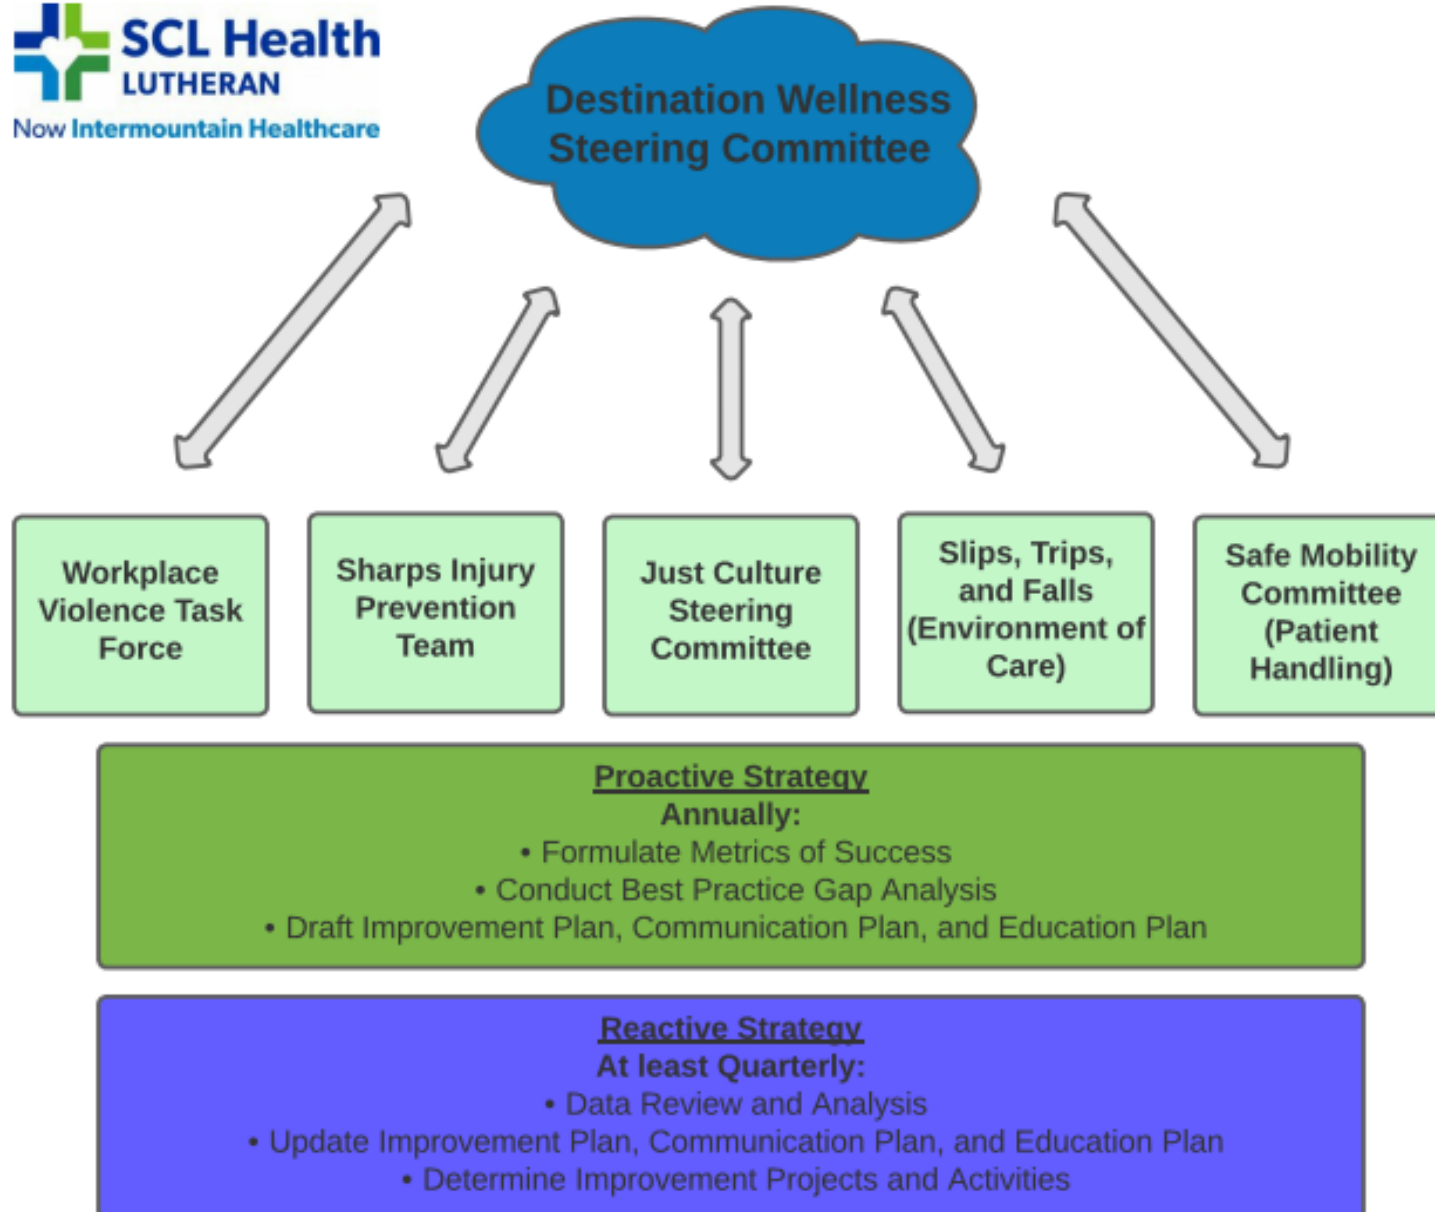 SCL Health
LUTHERAN
Now Intermountain Healthcare
Destination Wellness
Steering Committee
Workplace
Violence Task
Force
Sharps Injury
Prevention
Team
Just Culture
Steering
Committee
Slips, Trips,
and Falls
(Environment of
Care)
Safe Mobility
Committee
(Patient
Handling)
Proactive Strategy
Annually:
• Formulate Metrics of Success
• Conduct Best Practice Gap Analysis
• Draft Improvement Plan, Communication Plan, and Education Plan
Reactive Strategy
At least Quarterly:
• Data Review and Analysis
• Update Improvement Plan, Communication Plan, and Education Plan
• Determine Improvement Projects and Activities